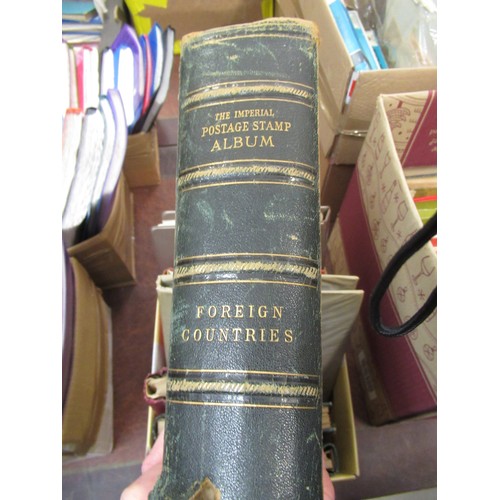 THE IMPERIAL
POSTAGE STAMP
ALBUM
FOREIGN
COUNTRIES